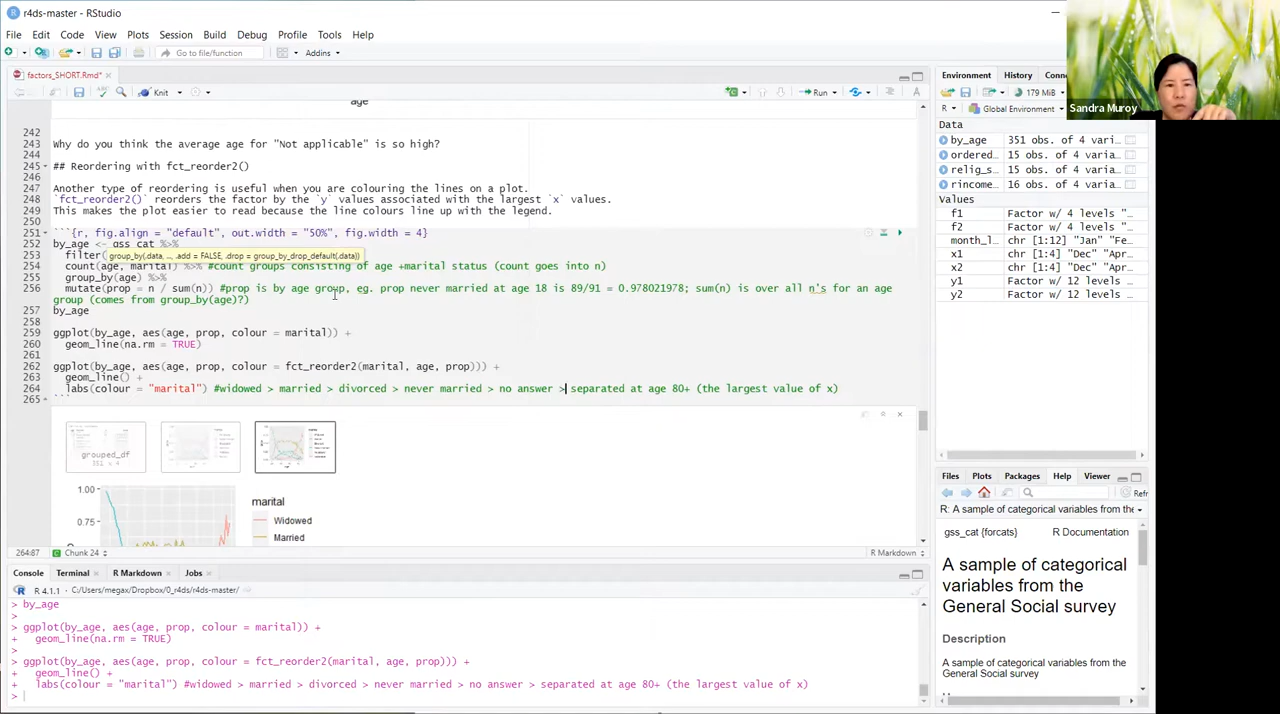 r4ds-master - RStudio
File Edit Code View Plots Session Build Debug Profile Tools Help
Go to file/function
Addins
factors_SHORT.Rmd*
Knit
Run
age
242
243 Why do you think the average age for "Not applicable" is so high?
244
245 ## Reordering with fct_reorder2()
246
247 Another type of reordering is useful when you are colouring the lines on a plot.
248 `fct_reorder2()` reorders the factor by the `y` values associated with the largest `x` values.
249 This makes the plot easier to read because the line colours line up with the legend.
250
251 ```{r, fig.align = "default", out.width = "50%", fig.width = 4}
252 by_age <- gss_cat %>%
group_by(.data, ..., .add = FALSE, .drop = group_by_drop_default(.data))
253 filter(
254 count(age, marital) %>% #count groups consisting of age +marital status (count goes into n)
255 group_by(age) %>%
256 mutate(prop = n / sum(n)) #prop is by age group, eg. prop never married at age 18 is 89/91 = 0.978021978; sum(n) is over all n's for an age
group (comes from group_by(age)?)
257 by_age
258
259 ggplot(by_age, aes(age, prop, colour = marital)) +
260 geom_line(na.rm = TRUE)
261
262 ggplot(by_age, aes(age, prop, colour = fct_reorder2(marital, age, prop))) +
263 geom_line() +
264 labs(colour = "marital") #widowed > married > divorced > never married > no answer > separated at age 80+ (the largest value of x)
265 ```
grouped_df
351 x 4
1.00
0.75
marital
Widowed
Married
264:87
Chunk 24
R Markdown
Console Terminal R Markdown Jobs
R 4.1.1 . C:/Users/megax/Dropbox/0_r4ds/r4ds-master/
> by_age
>
> ggplot(by_age, aes(age, prop, colour = marital)) +
+ geom_line(na.rm = TRUE)
>
> ggplot(by_age, aes(age, prop, colour = fct_reorder2(marital, age, prop))) +
+ geom_line() +
+ labs(colour = "marital") #widowed > married > divorced > never married > no answer > separated at age 80+ (the largest value of x)
>
Sandra Muroy
Environment History Conn
179 MiB
R Global Environment
Data
by_age 351 obs. of 4 varia…
ordered… 15 obs. of 4 varia…
relig_s… 15 obs. of 4 varia…
rincome… 16 obs. of 4 varia…
Values
f1 Factor w/ 4 levels "…
f2 Factor w/ 4 levels "…
month_l… chr [1:12] "Jan" "Fe…
x1 chr [1:4] "Dec" "Apr…
x2 chr [1:4] "Dec" "Apr…
y1 Factor w/ 12 levels …
y2 Factor w/ 12 levels …
Files Plots Packages Help Viewer
Refr
R: A sample of categorical variables from the
gss_cat {forcats} R Documentation
A sample of categorical
variables from the
General Social survey
Description
A sample of categorical variables from the
General Social survey